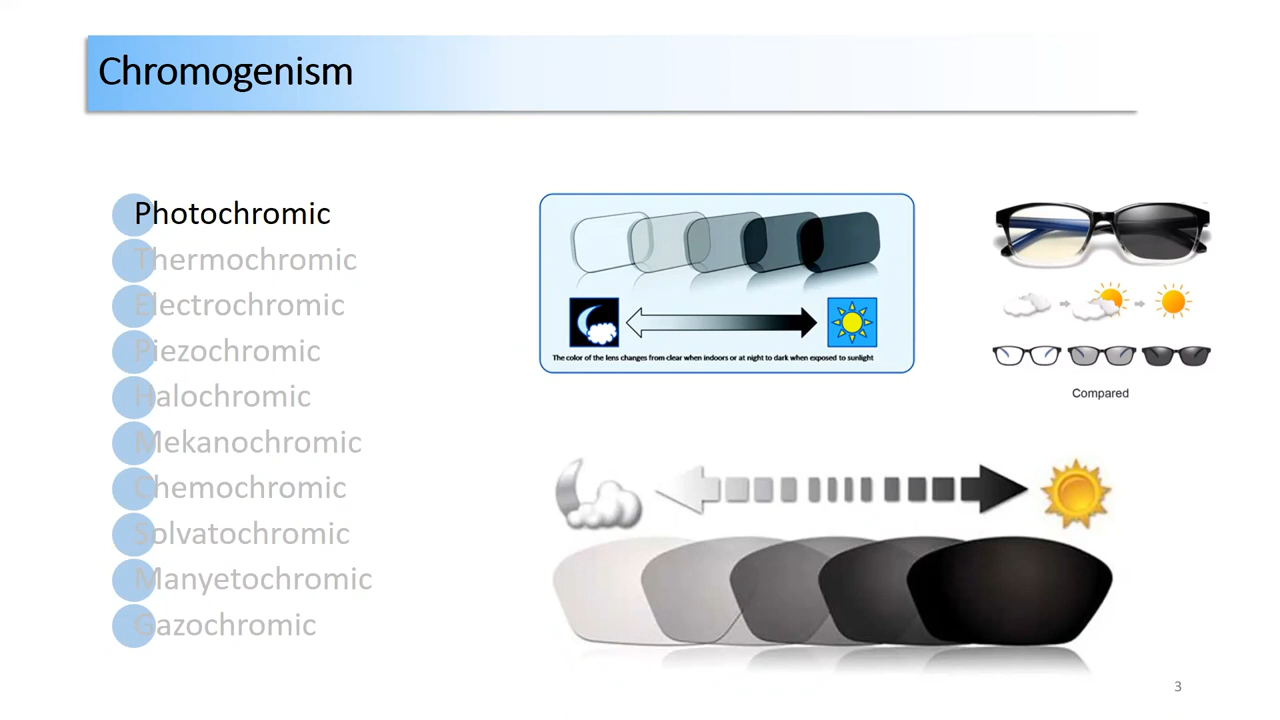 Chromogenism
Photochromic
Thermochromic
Electrochromic
Piezochromic
Halochromic
Mekanochromic
Chemochromic
Solvatochromic
Manyetochromic
Gazochromic
The color of the lens changes from clear when indoors or at night to dark when exposed to sunlight
Compared
3